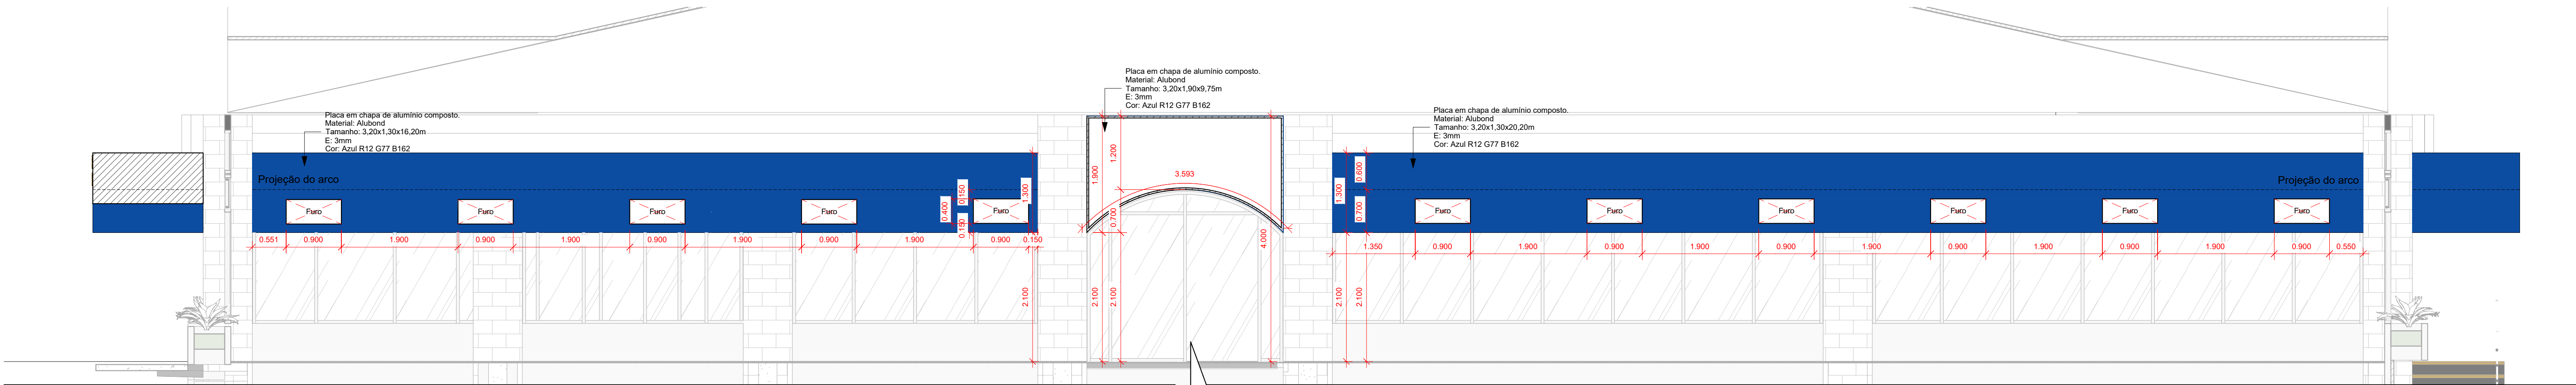 Placa em chapa de alumínio composto.
Material: Alubond
Tamanho: 3,20x1,90x9,75m
E: 3mm
Cor: Azul R12 G77 B162
Placa em chapa de alumínio composto.
Material: Alubond
Tamanho: 3,20x1,30x16,20m
E: 3mm
Cor: Azul R12 G77 B162
Placa em chapa de alumínio composto.
Material: Alubond
Tamanho: 3,20x1,30x20,20m
E: 3mm
Cor: Azul R12 G77 B162
Projeção do arco
Projeção do arco
Furo
Furo
Furo
Furo
Furo
Furo
Furo
Furo
Furo
Furo
Furo
0.400
0.150
0.150
1.300
1.900
1.200
0.700
3.593
4.000
1.300
0.600
0.700
0.551 0.900 1.900 0.900 1.900 0.900 1.900 0.900 1.900 0.900 0.150
1.350 0.900 1.900 0.900 1.900 0.900 1.900 0.900 1.900 0.900 1.900 0.900 0.550
2.100
2.100
2.100
2.100
2.100